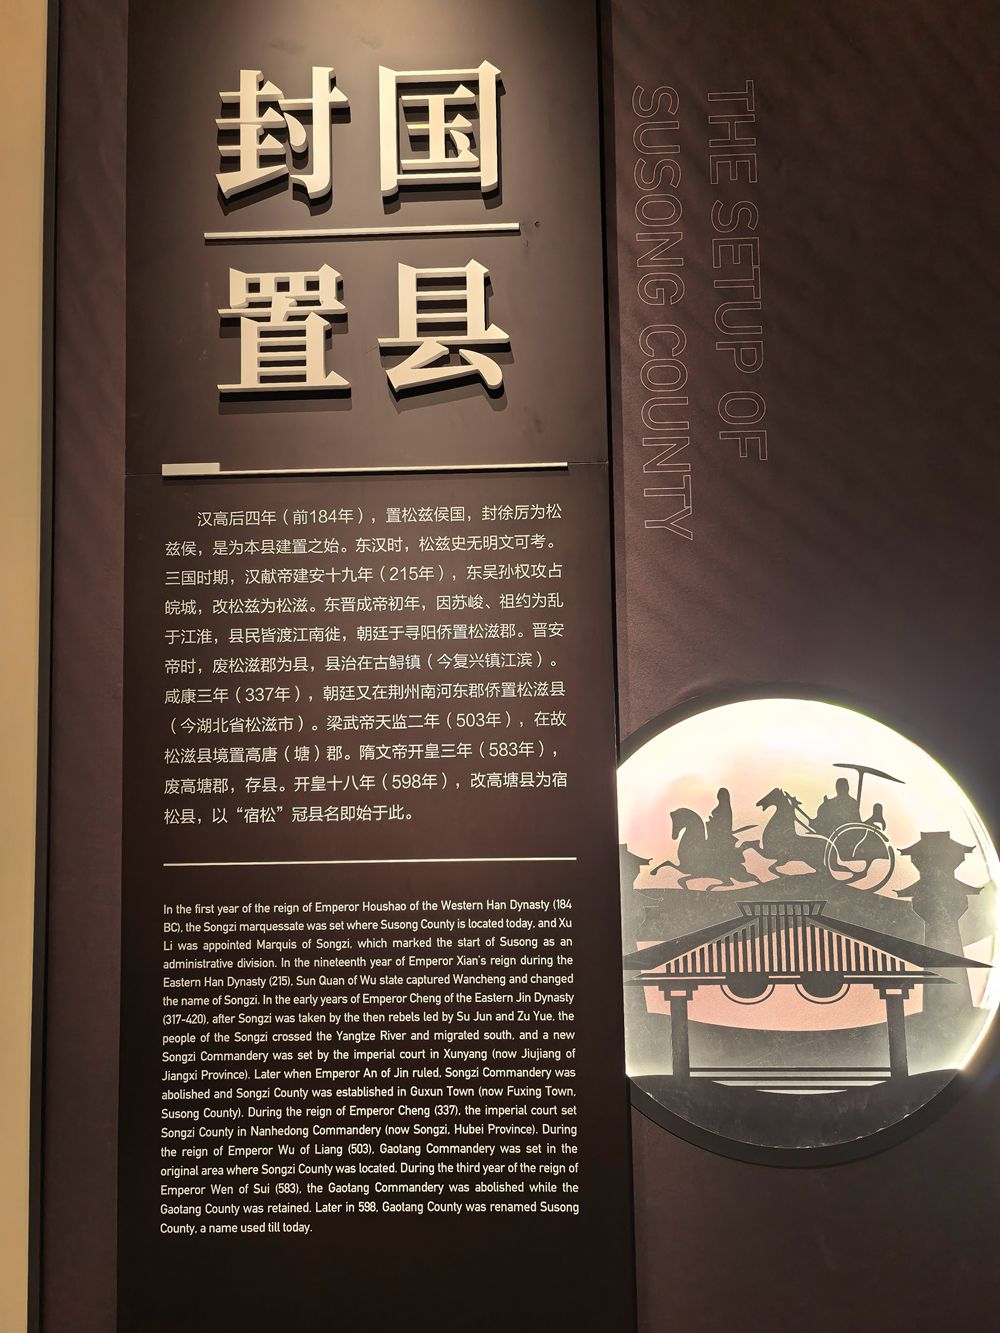 封国
置县
THE SETUP OF
SUSONG COUNTY
汉高后四年（前184年），置松兹侯国，封徐厉为松
兹侯，是为本县建置之始。东汉时，松兹史无明文可考。
三国时期，汉献帝建安十九年（215年），东吴孙权攻占
皖城，改松兹为松滋。东晋成帝初年，因苏峻、祖约为乱
于江淮，县民皆渡江南徙，朝廷于寻阳侨置松滋郡。晋安
帝时，废松滋郡为县，县治在古鲟镇（今复兴镇江滨）。
咸康三年（337年），朝廷又在荆州南河东郡侨置松滋县
（今湖北省松滋市）。梁武帝天监二年（503年），在故
松滋县境置高唐（塘）郡。隋文帝开皇三年（583年），
废高塘郡，存县。开皇十八年（598年），改高塘县为宿
松县，以“宿松”冠县名即始于此。
In the first year of the reign of Emperor Houshao of the Western Han Dynasty (184
BC), the Songzi marquessate was set where Susong County is located today, and Xu
Li was appointed Marquis of Songzi, which marked the start of Susong as an
administrative division. In the nineteenth year of Emperor Xian's reign during the
Eastern Han Dynasty (215), Sun Quan of Wu state captured Wancheng and changed
the name of Songzi. In the early years of Emperor Cheng of the Eastern Jin Dynasty
(317-420), after Songzi was taken by the then rebels led by Su Jun and Zu Yue, the
people of the Songzi crossed the Yangtze River and migrated south, and a new
Songzi Commandery was set by the imperial court in Xunyang (now Jiujiang of
Jiangxi Province). Later when Emperor An of Jin ruled, Songzi Commandery was
abolished and Songzi County was established in Guxun Town (now Fuxing Town,
Susong County). During the reign of Emperor Cheng (337), the imperial court set
Songzi County in Nanhedong Commandery (now Songzi, Hubei Province). During
the reign of Emperor Wu of Liang (503), Gaotang Commandery was set in the
original area where Songzi County was located. During the third year of the reign of
Emperor Wen of Sui (583), the Gaotang Commandery was abolished while the
Gaotang County was retained. Later in 598, Gaotang County was renamed Susong
County, a name used till today.